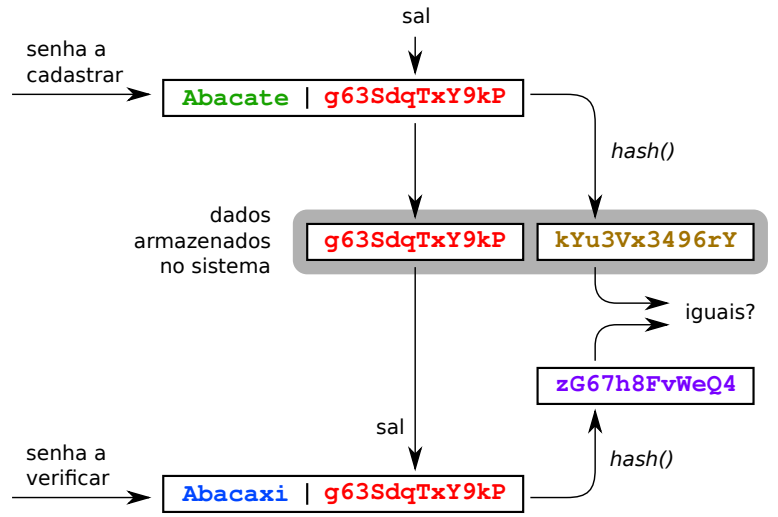 sal
senha a
cadastrar
Abacate | g63SdqTxY9kP
hash()
dados
armazenados
no sistema
g63SdqTxY9kP
kYu3Vx3496rY
iguais?
zG67h8FvWeQ4
sal
senha a
verificar
hash()
Abacaxi | g63SdqTxY9kP